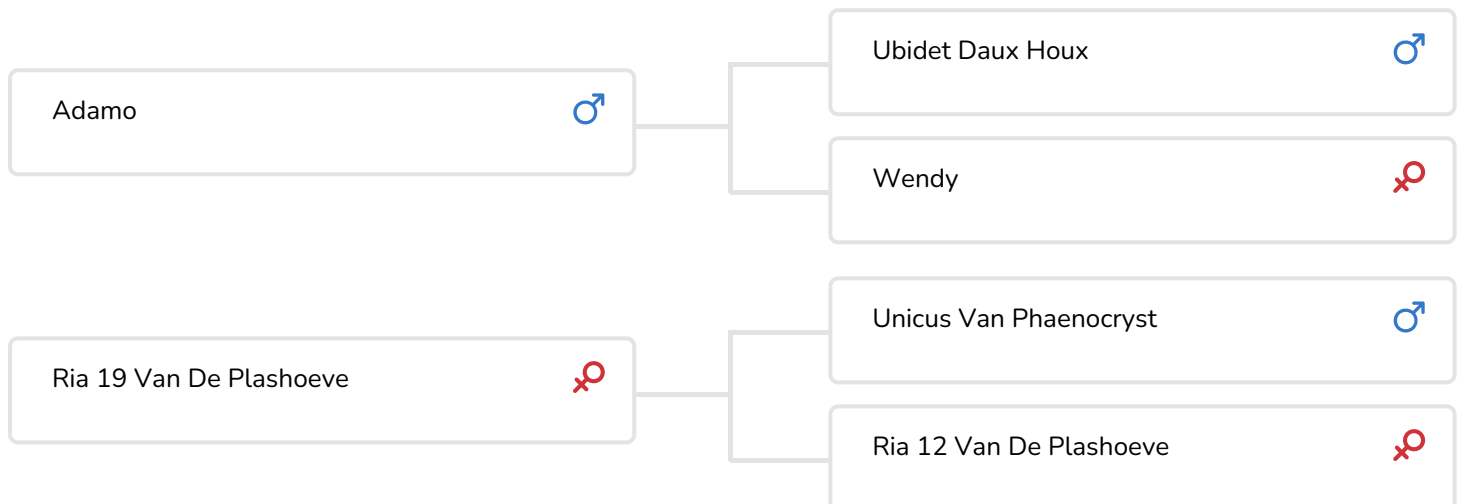 Ubidet Daux Houx
Adamo
Wendy
Unicus Van Phaenocryst
Ria 19 Van De Plashoeve
Ria 12 Van De Plashoeve